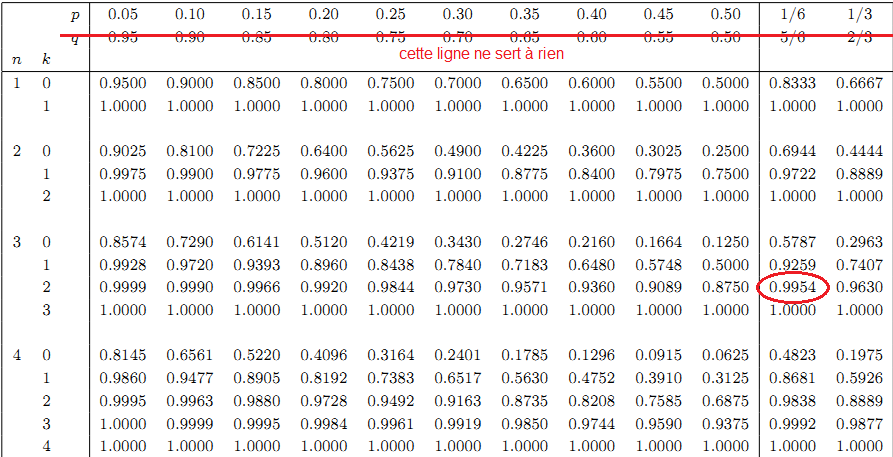 p 0.05 0.10 0.15 0.20 0.25 0.30 0.35 0.40 0.45 0.50 1/6 1/3
q 0.95 0.90 0.85 0.80 0.75 0.70 0.65 0.60 0.55 0.50 5/6 2/3
cette ligne ne sert à rien
n k
1 0 0.9500 0.9000 0.8500 0.8000 0.7500 0.7000 0.6500 0.6000 0.5500 0.5000 0.8333 0.6667
1 1.0000 1.0000 1.0000 1.0000 1.0000 1.0000 1.0000 1.0000 1.0000 1.0000 1.0000 1.0000
2 0 0.9025 0.8100 0.7225 0.6400 0.5625 0.4900 0.4225 0.3600 0.3025 0.2500 0.6944 0.4444
1 0.9975 0.9900 0.9775 0.9600 0.9375 0.9100 0.8775 0.8400 0.7975 0.7500 0.9722 0.8889
2 1.0000 1.0000 1.0000 1.0000 1.0000 1.0000 1.0000 1.0000 1.0000 1.0000 1.0000 1.0000
3 0 0.8574 0.7290 0.6141 0.5120 0.4219 0.3430 0.2746 0.2160 0.1664 0.1250 0.5787 0.2963
1 0.9928 0.9720 0.9393 0.8960 0.8438 0.7840 0.7183 0.6480 0.5748 0.5000 0.9259 0.7407
2 0.9999 0.9990 0.9966 0.9920 0.9844 0.9730 0.9571 0.9360 0.9089 0.8750 0.9954 0.9630
3 1.0000 1.0000 1.0000 1.0000 1.0000 1.0000 1.0000 1.0000 1.0000 1.0000 1.0000 1.0000
4 0 0.8145 0.6561 0.5220 0.4096 0.3164 0.2401 0.1785 0.1296 0.0915 0.0625 0.4823 0.1975
1 0.9860 0.9477 0.8905 0.8192 0.7383 0.6517 0.5630 0.4752 0.3910 0.3125 0.8681 0.5926
2 0.9995 0.9963 0.9880 0.9728 0.9492 0.9163 0.8735 0.8208 0.7585 0.6875 0.9838 0.8889
3 1.0000 0.9999 0.9995 0.9984 0.9961 0.9919 0.9850 0.9744 0.9590 0.9375 0.9992 0.9877
4 1.0000 1.0000 1.0000 1.0000 1.0000 1.0000 1.0000 1.0000 1.0000 1.0000 1.0000 1.0000